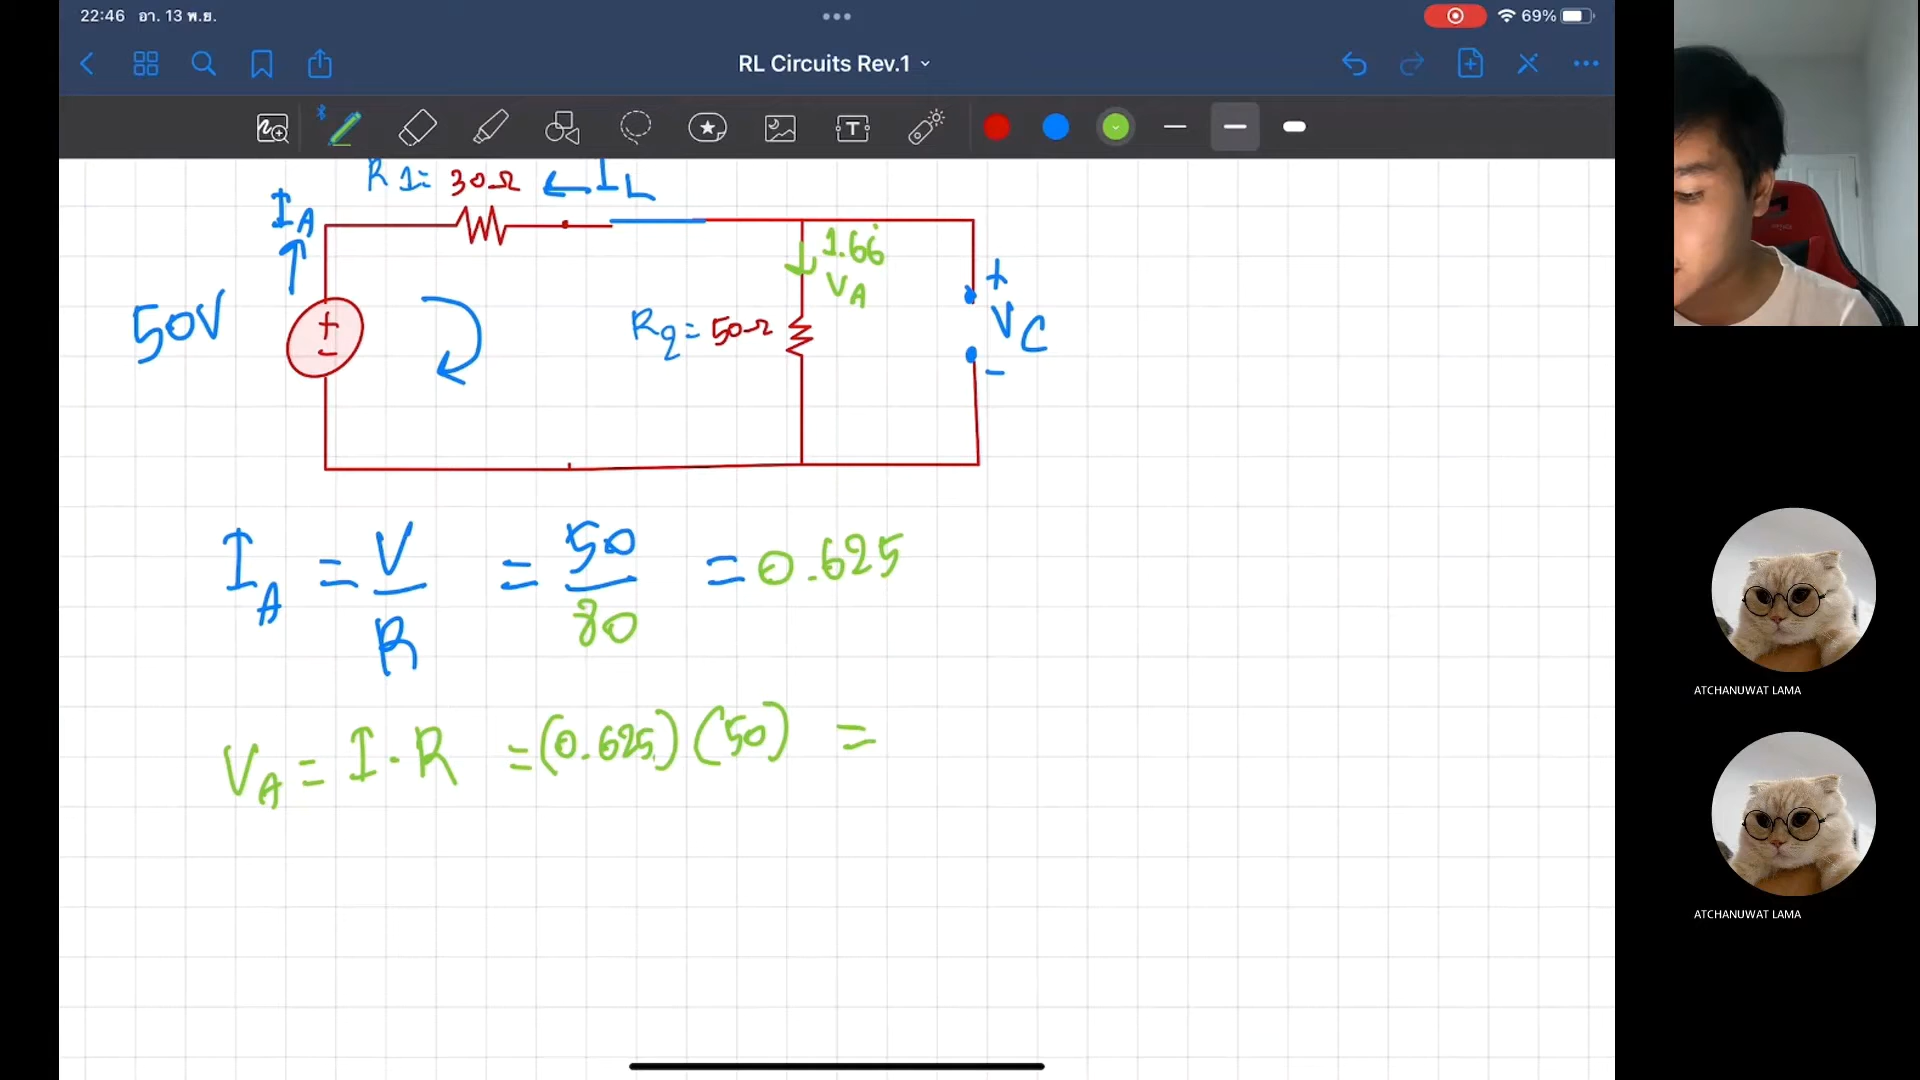 22:46 อา. 13 พ.ย.
69%
RL Circuits Rev.1
R1= 30Ω ← IL
IA
1.66
VA
50V
+
-
R2= 50Ω
+
VC
-
IA = V/R = 50/80 = 0.625
VA = I·R = (0.625)(50) =
ATCHANUWAT LAMA
ATCHANUWAT LAMA